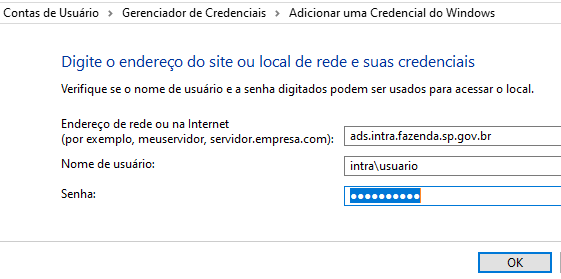 Contas de Usuário > Gerenciador de Credenciais > Adicionar uma Credencial do Windows
Digite o endereço do site ou local de rede e suas credenciais
Verifique se o nome de usuário e a senha digitados podem ser usados para acessar o local.
Endereço de rede ou na Internet
(por exemplo, meuservidor, servidor.empresa.com): ads.intra.fazenda.sp.gov.br
Nome de usuário: intra\usuario
Senha: ●●●●●●●●●●
OK